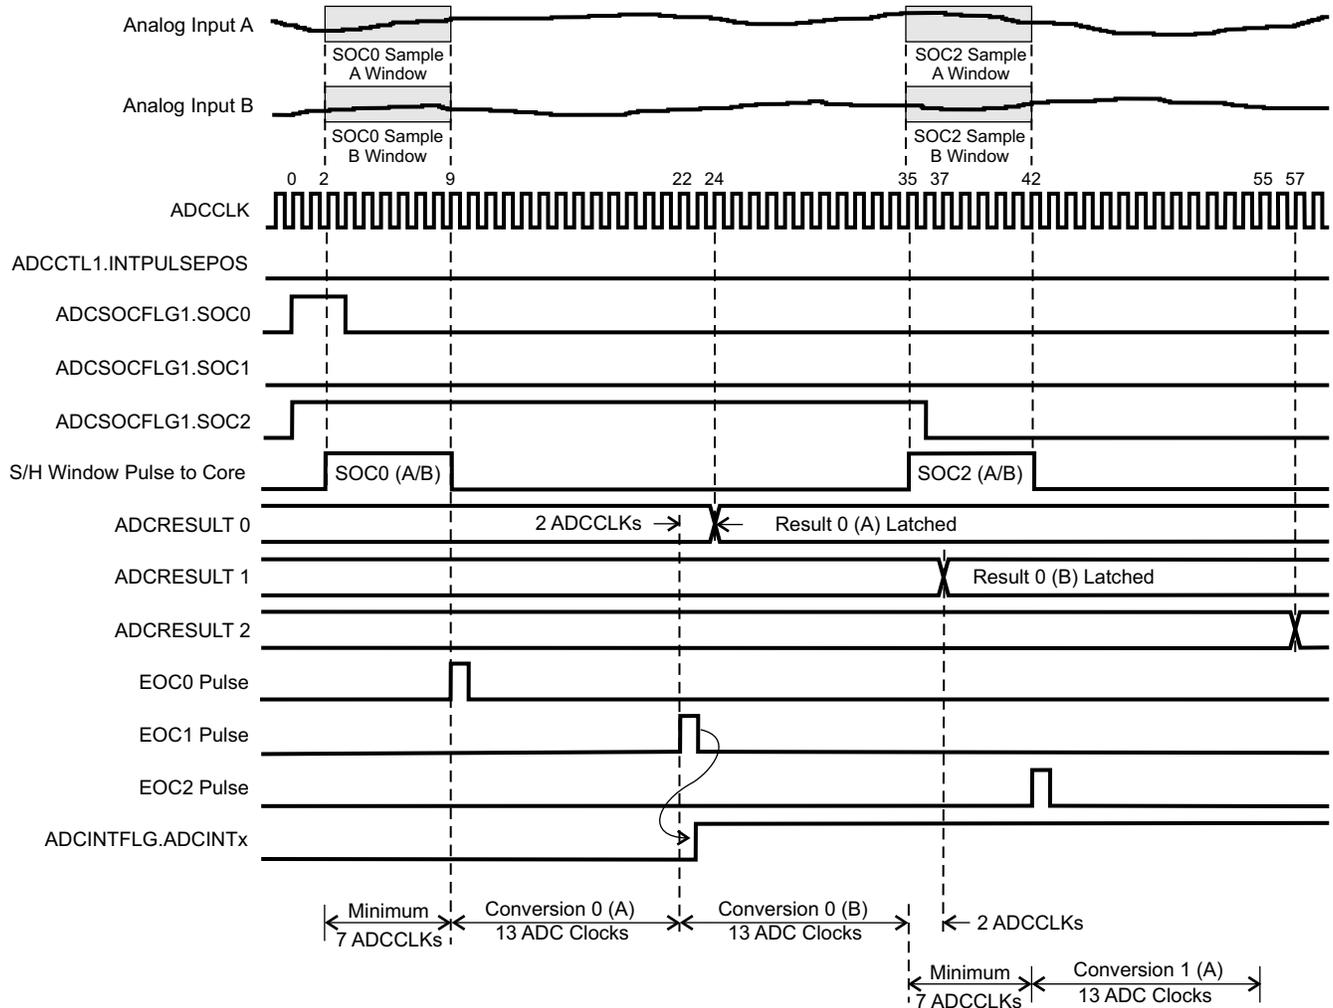 Analog Input A
SOC0 Sample
A Window
SOC2 Sample
A Window
Analog Input B
SOC0 Sample
B Window
SOC2 Sample
B Window
0 2 9 22 24 35 37 42 55 57
ADCCLK
ADCCTL1.INTPULSEPOS
ADCSOCFLG1.SOC0
ADCSOCFLG1.SOC1
ADCSOCFLG1.SOC2
S/H Window Pulse to Core
SOC0 (A/B)
SOC2 (A/B)
ADCRESULT 0
2 ADCCLKs
Result 0 (A) Latched
ADCRESULT 1
Result 0 (B) Latched
ADCRESULT 2
EOC0 Pulse
EOC1 Pulse
EOC2 Pulse
ADCINTFLG.ADCINTx
Minimum
7 ADCCLKs
Conversion 0 (A)
13 ADC Clocks
Conversion 0 (B)
13 ADC Clocks
2 ADCCLKs
Minimum
7 ADCCLKs
Conversion 1 (A)
13 ADC Clocks